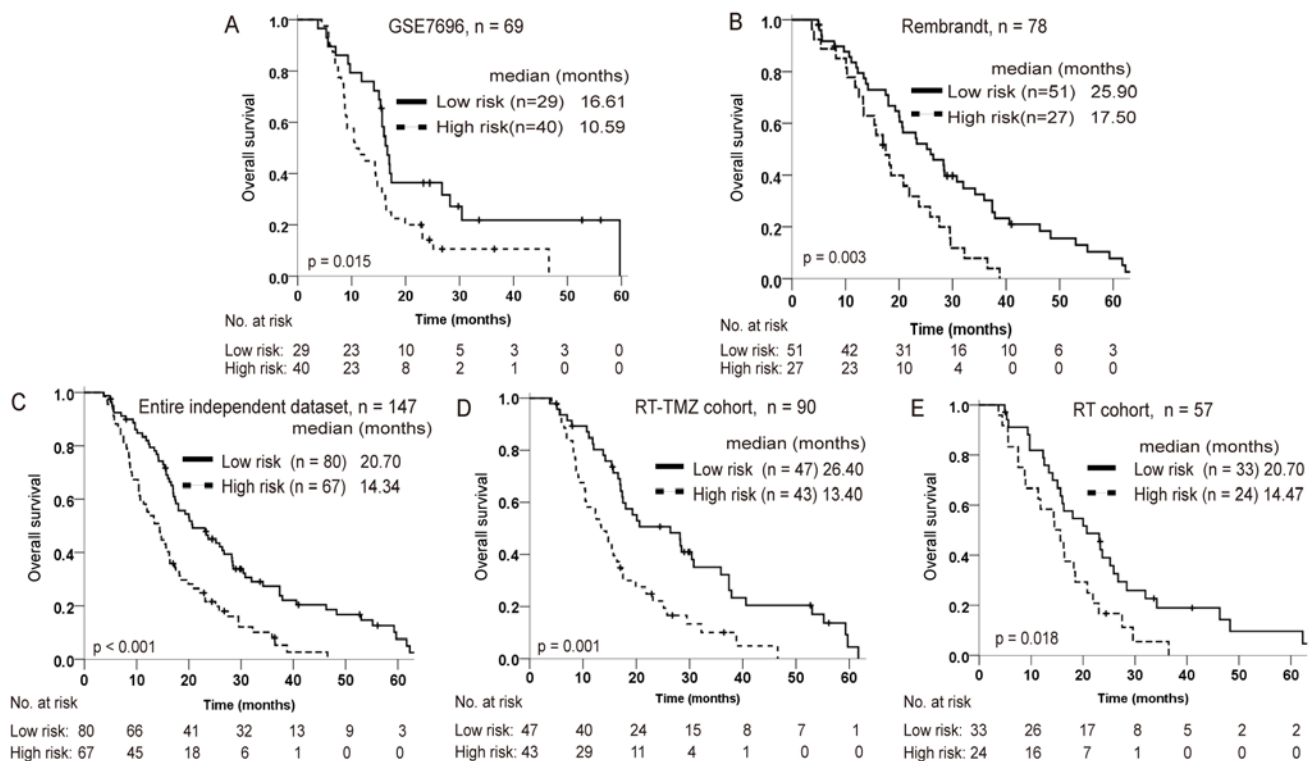 A
GSE7696, n = 69
median (months)
Low risk (n=29) 16.61
High risk(n=40) 10.59
Overall survival
1.0
0.8
0.6
0.4
0.2
0.0
p = 0.015
0 10 20 30 40 50 60
Time (months)
No. at risk
Low risk: 29 23 10 5 3 3 0
High risk: 40 23 8 2 1 0 0
B
Rembrandt, n = 78
median (months)
Low risk (n=51) 25.90
High risk(n=27) 17.50
Overall survival
1.0
0.8
0.6
0.4
0.2
0.0
p = 0.003
0 10 20 30 40 50 60
Time (months)
No. at risk
Low risk: 51 42 31 16 10 6 3
High risk: 27 23 10 4 0 0 0
C
Entire independent dataset, n = 147
median (months)
Low risk (n = 80) 20.70
High risk (n = 67) 14.34
Overall survival
1.0
0.8
0.6
0.4
0.2
0.0
p < 0.001
0 10 20 30 40 50 60
Time (months)
No. at risk
Low risk: 80 66 41 32 13 9 3
High risk: 67 45 18 6 1 0 0
D
RT-TMZ cohort, n = 90
median (months)
Low risk (n = 47) 26.40
High risk (n = 43) 13.40
Overall survival
1.0
0.8
0.6
0.4
0.2
0.0
p = 0.001
0 10 20 30 40 50 60
Time (months)
No. at risk
Low risk: 47 40 24 15 8 7 1
High risk: 43 29 11 4 1 0 0
E
RT cohort, n = 57
median (months)
Low risk (n = 33) 20.70
High risk (n = 24) 14.47
Overall survival
1.0
0.8
0.6
0.4
0.2
0.0
p = 0.018
0 10 20 30 40 50 60
Time (months)
No. at risk
Low risk: 33 26 17 8 5 2 2
High risk: 24 16 7 1 0 0 0